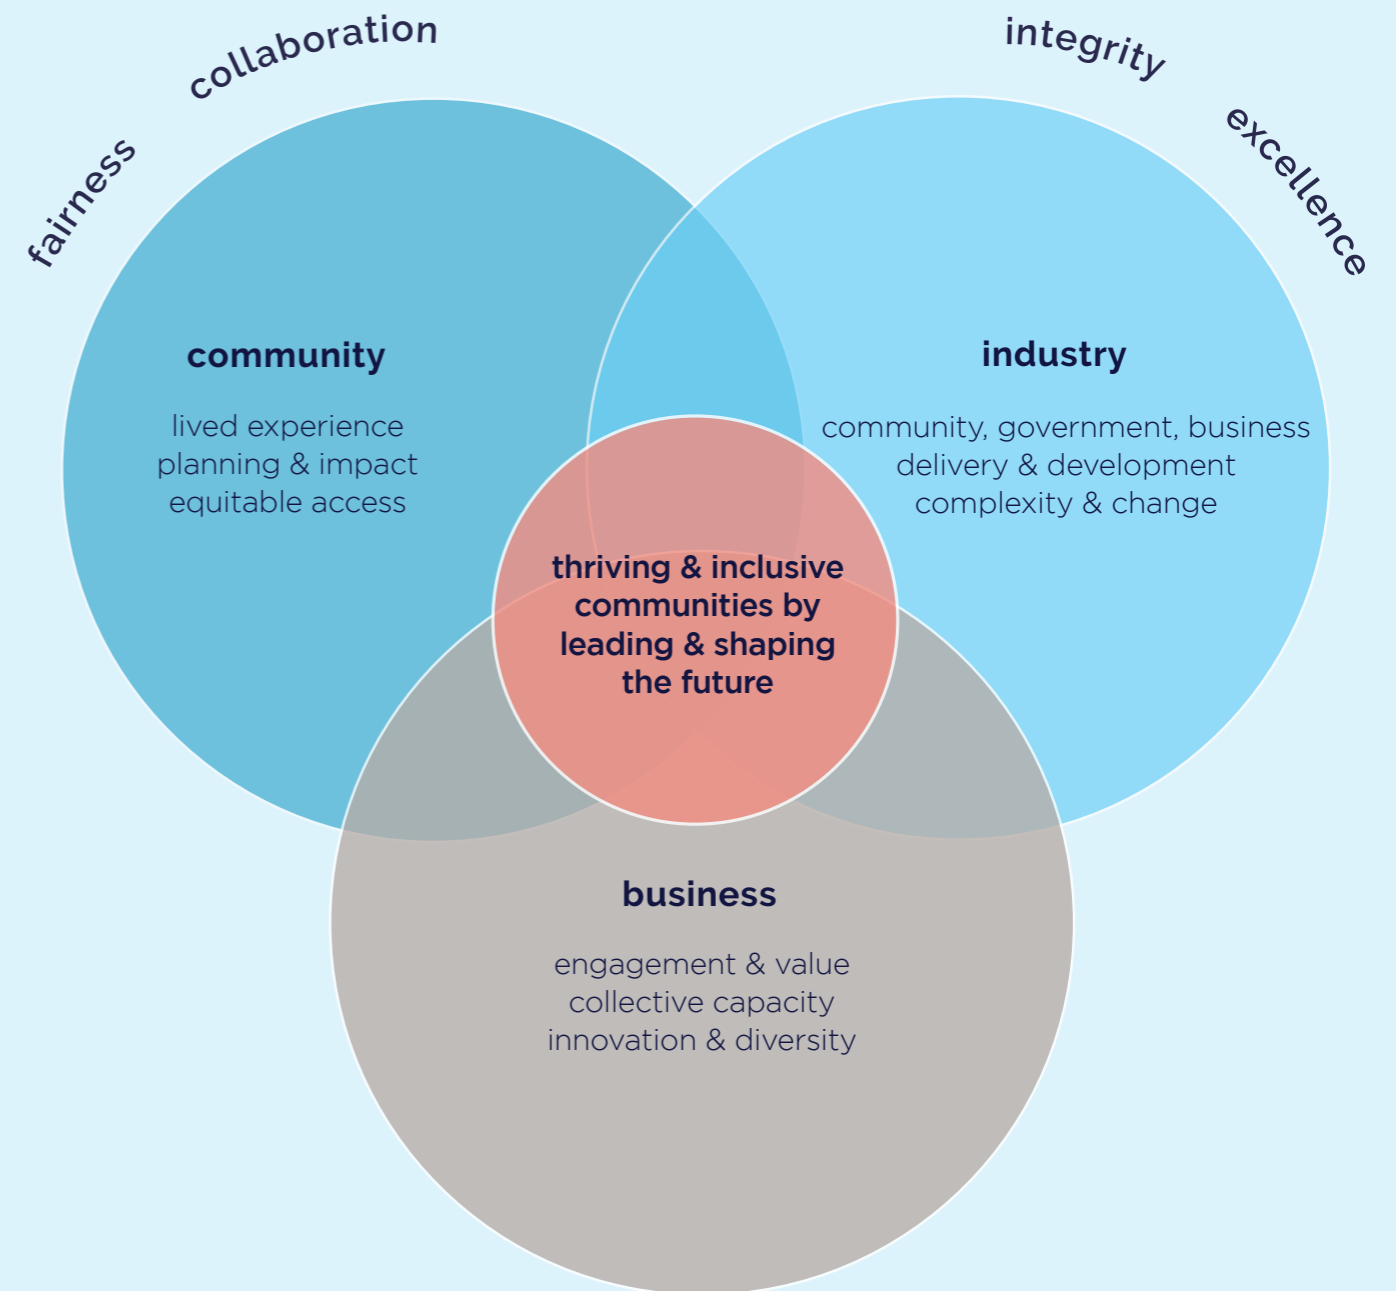 fairness
collaboration
integrity
excellence
community
lived experience
planning & impact
equitable access
industry
community, government, business
delivery & development
complexity & change
thriving & inclusive
communities by
leading & shaping
the future
business
engagement & value
collective capacity
innovation & diversity